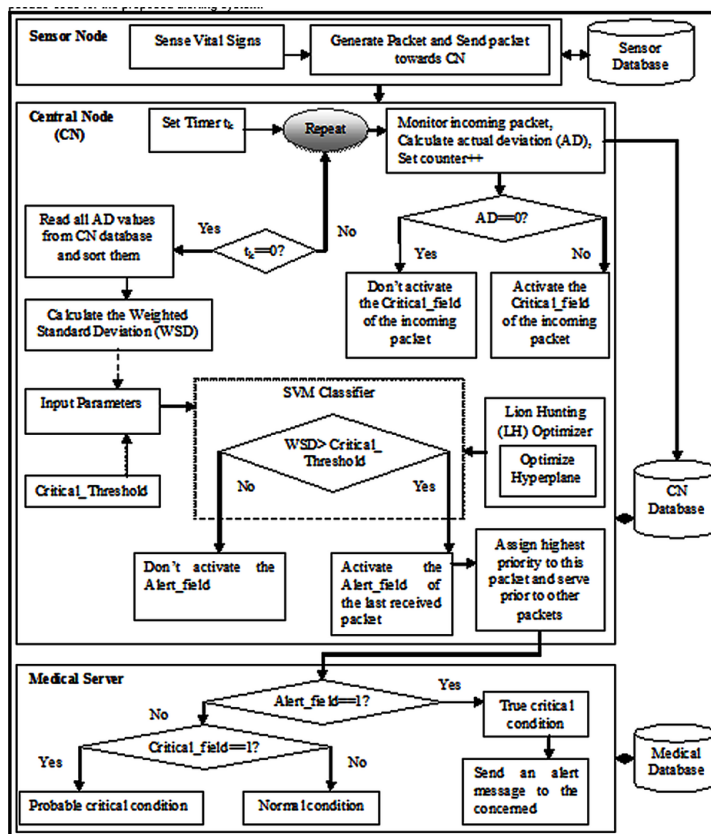 pseudo-code for the proposed alerting system.
Sensor Node
Sense Vital Signs
Generate Packet and Send packet
towards CN
Sensor
Database
Central Node
(CN)
Set Timer tk
Repeat
Monitor incoming packet,
Calculate actual deviation (AD),
Set counter++
Read all AD values
from CN database
and sort them
Yes
tk==0?
No
AD==0?
Yes
No
Don't activate
the Critical_field
of the incoming
packet
Activate the
Critical_field
of the incoming
packet
Calculate the Weighted
Standard Deviation (WSD)
Input Parameters
Critical_Threshold
SVM Classifier
WSD> Critical_
Threshold
No
Yes
Lion Hunting
(LH) Optimizer
Optimize
Hyperplane
CN
Database
Don't activate the
Alert_field
Activate the
Alert_field of
the last received
packet
Assign highest
priority to this
packet and serve
prior to other
packets
Medical Server
Alert_field==1?
Yes
No
True critical
condition
Critical_field==1?
Yes
No
Probable critical condition
Normal condition
Send an alert
message to the
concerned
Medical
Database